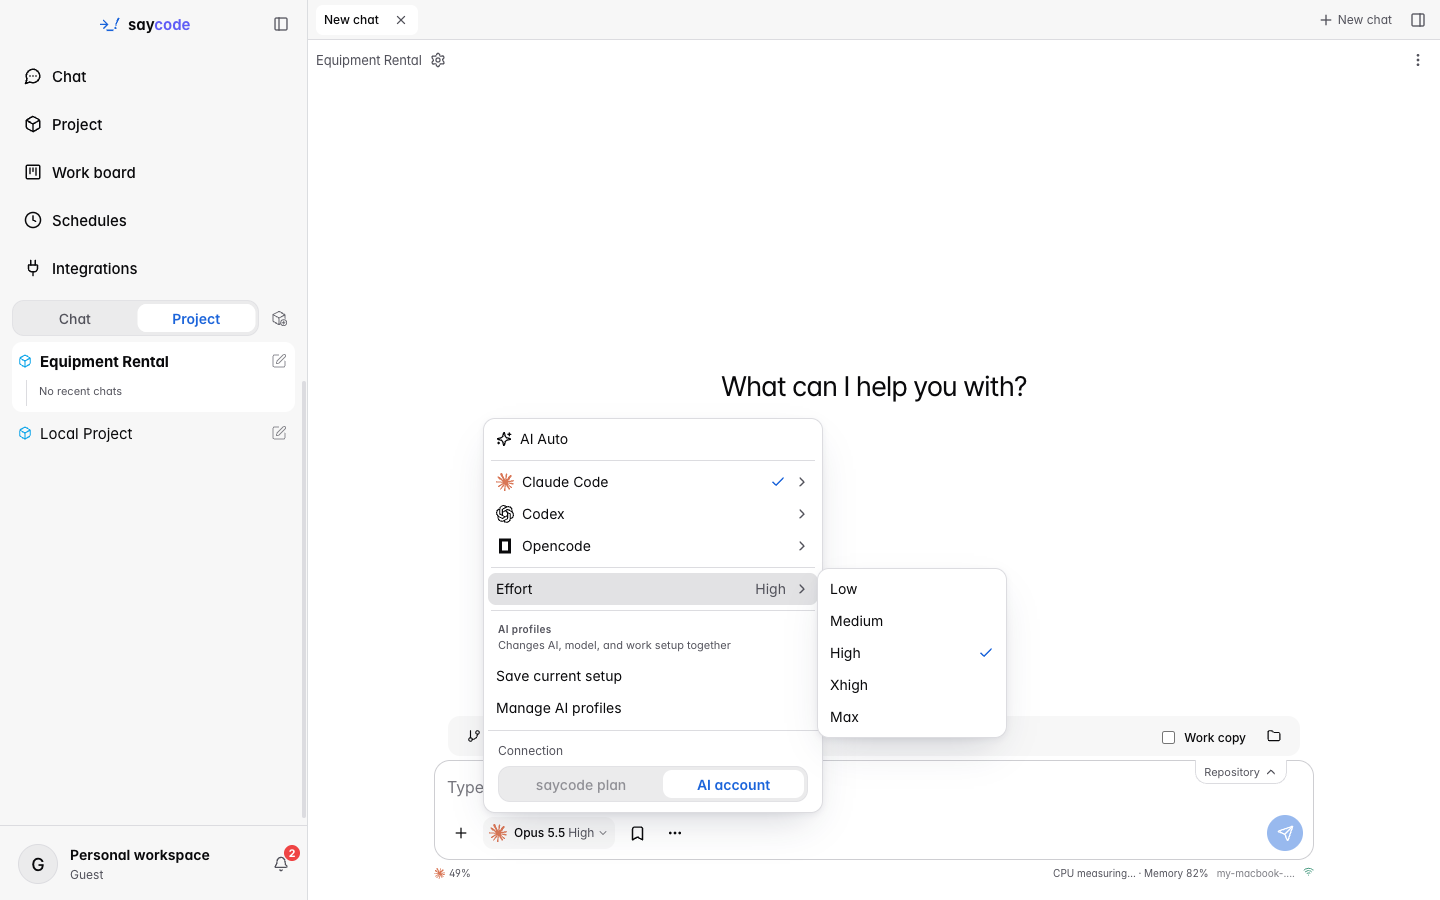 saycode
New chat
New chat
Chat
Project
Work board
Schedules
Integrations
Chat
Project
Equipment Rental
No recent chats
Local Project
Personal workspace
Guest
2
G
Equipment Rental
What can I help you with?
AI Auto
Claude Code
Codex
Opencode
Effort High
AI profiles
Changes AI, model, and work setup together
Save current setup
Manage AI profiles
Connection
saycode plan
AI account
Low
Medium
High
Xhigh
Max
Work copy
Repository
Type
Opus 5.5 High
49%
CPU measuring... · Memory 82% my-macbook-....